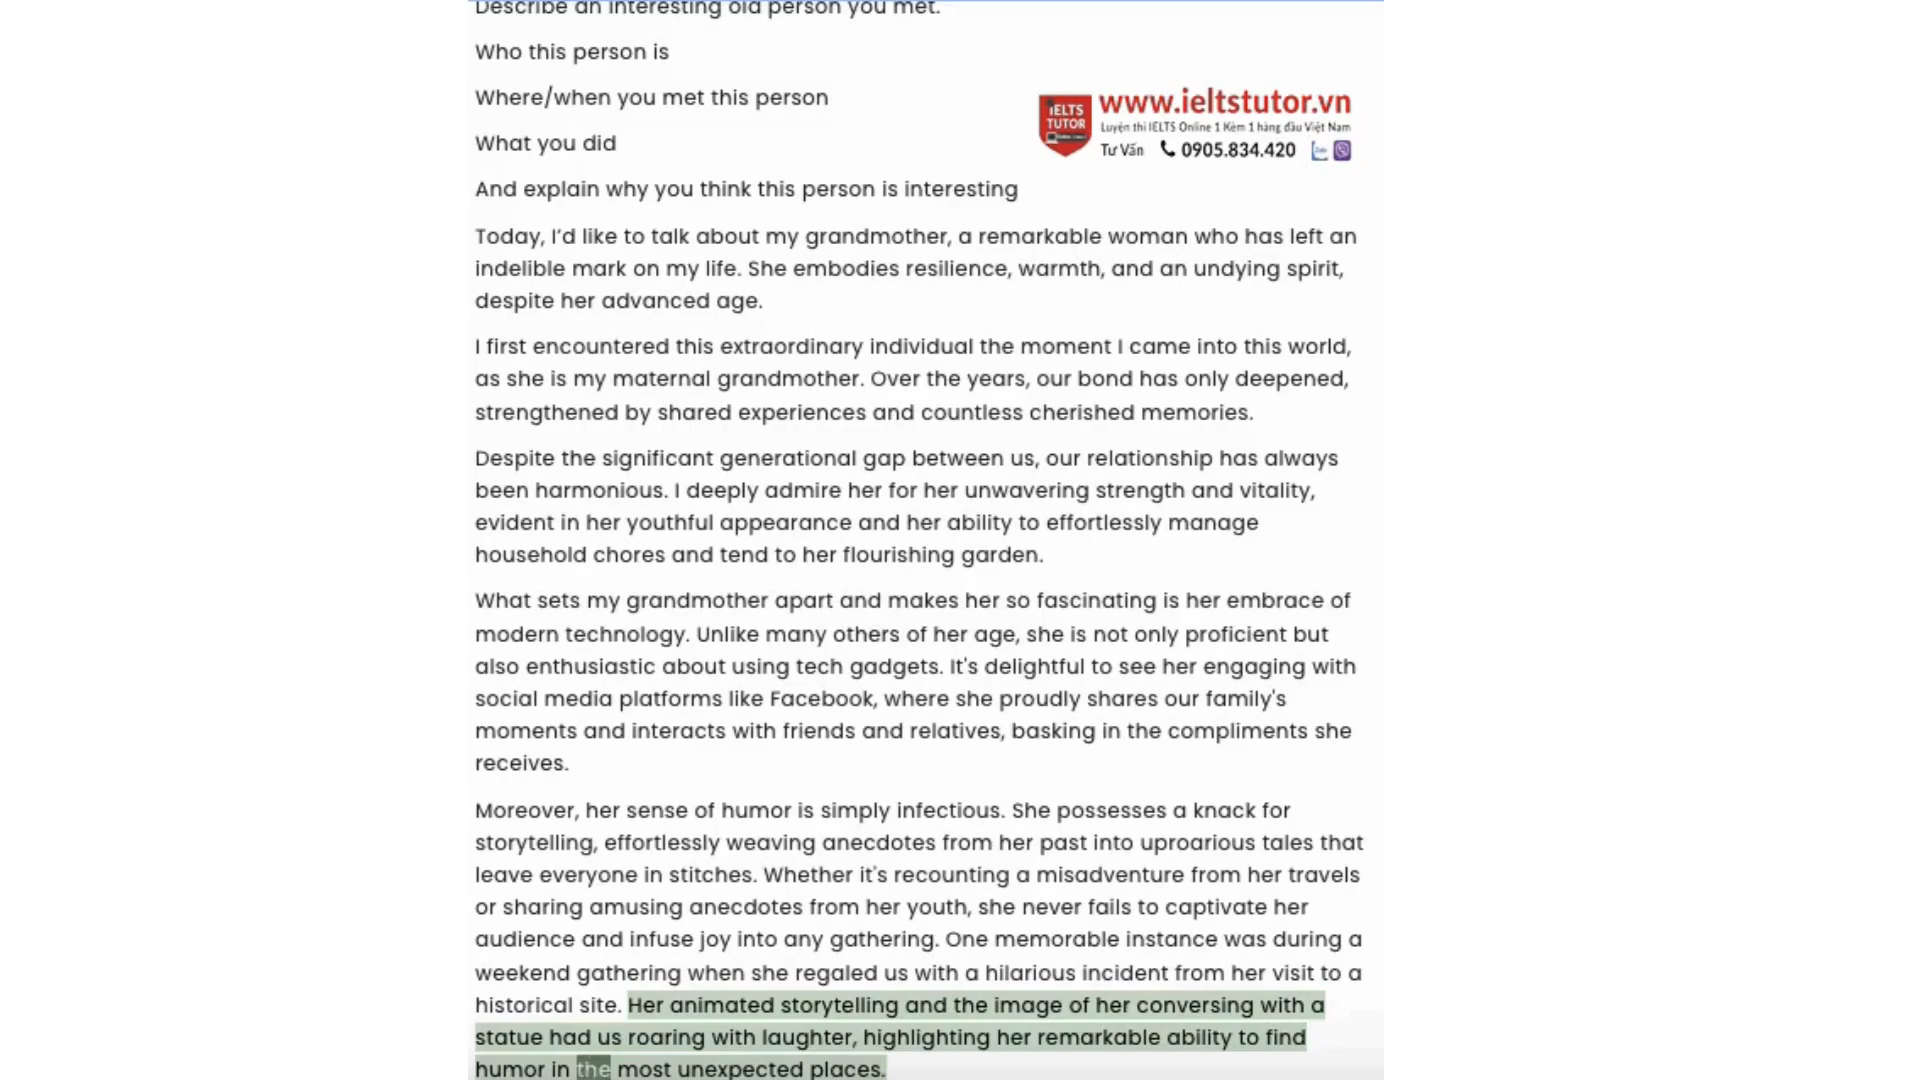 Describe an interesting old person you met.
Who this person is
Where/when you met this person
What you did
And explain why you think this person is interesting
IELTS
TUTOR
www.ieltstutor.vn
Luyện thi IELTS Online 1 Kèm 1 hàng đầu Việt Nam
Tư Vấn 0905.834.420
Today, I’d like to talk about my grandmother, a remarkable woman who has left an
indelible mark on my life. She embodies resilience, warmth, and an undying spirit,
despite her advanced age.
I first encountered this extraordinary individual the moment I came into this world,
as she is my maternal grandmother. Over the years, our bond has only deepened,
strengthened by shared experiences and countless cherished memories.
Despite the significant generational gap between us, our relationship has always
been harmonious. I deeply admire her for her unwavering strength and vitality,
evident in her youthful appearance and her ability to effortlessly manage
household chores and tend to her flourishing garden.
What sets my grandmother apart and makes her so fascinating is her embrace of
modern technology. Unlike many others of her age, she is not only proficient but
also enthusiastic about using tech gadgets. It's delightful to see her engaging with
social media platforms like Facebook, where she proudly shares our family's
moments and interacts with friends and relatives, basking in the compliments she
receives.
Moreover, her sense of humor is simply infectious. She possesses a knack for
storytelling, effortlessly weaving anecdotes from her past into uproarious tales that
leave everyone in stitches. Whether it's recounting a misadventure from her travels
or sharing amusing anecdotes from her youth, she never fails to captivate her
audience and infuse joy into any gathering. One memorable instance was during a
weekend gathering when she regaled us with a hilarious incident from her visit to a
historical site. Her animated storytelling and the image of her conversing with a
statue had us roaring with laughter, highlighting her remarkable ability to find
humor in the most unexpected places.